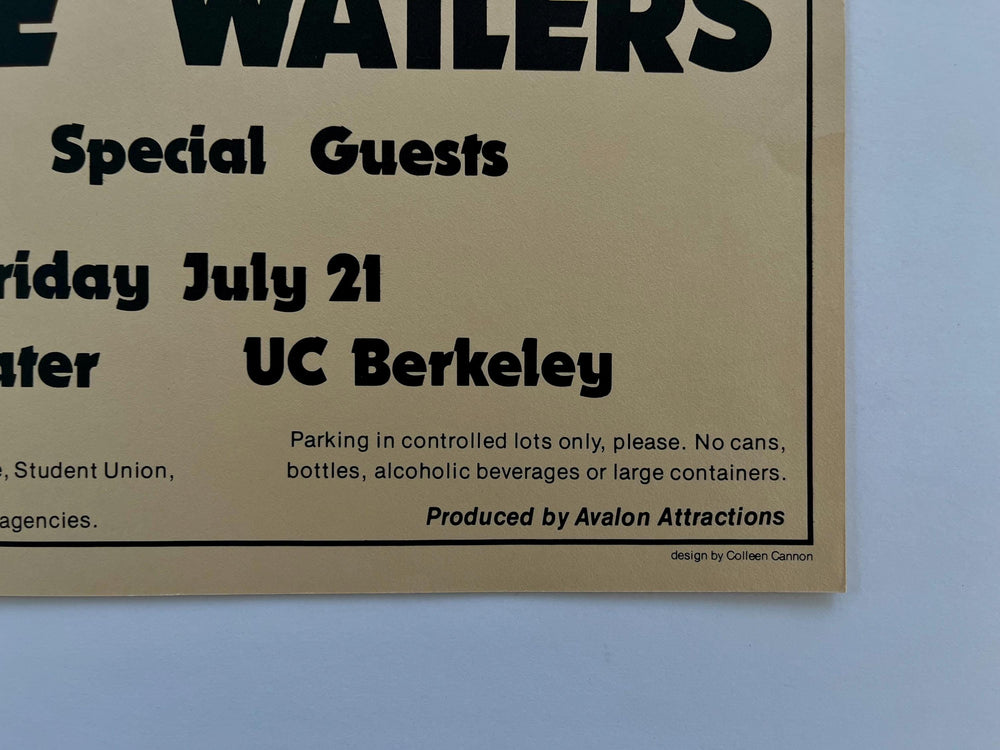 WAILERS
Special Guests
riday July 21
ater UC Berkeley
Parking in controlled lots only, please. No cans,
, Student Union, bottles, alcoholic beverages or large containers.
agencies. Produced by Avalon Attractions
design by Colleen Cannon